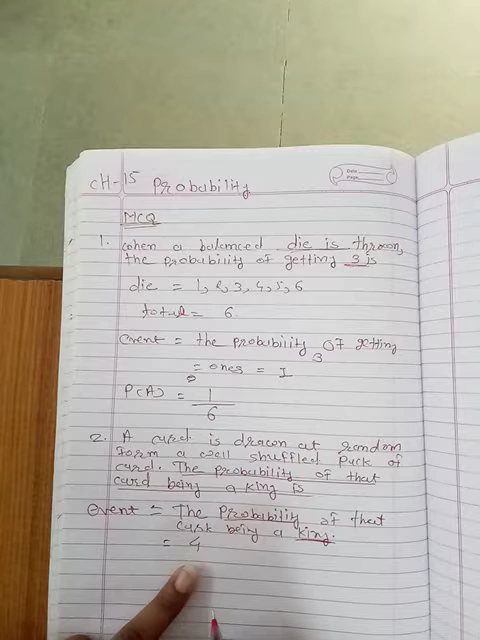 CH-15 Probability
Date
Page
MCQ
1. when a balanced die is thrown,
the probability of getting 3 is
die = 1, 2, 3, 4, 5, 6
total = 6
event = the probability of getting
3
= ones = 1
P(A) = 1
6
2. A card is drawn at random
form a well shuffled Pack of
card. The probability of that
card being a king is
event = The Probability of that
cark being a king.
= 4